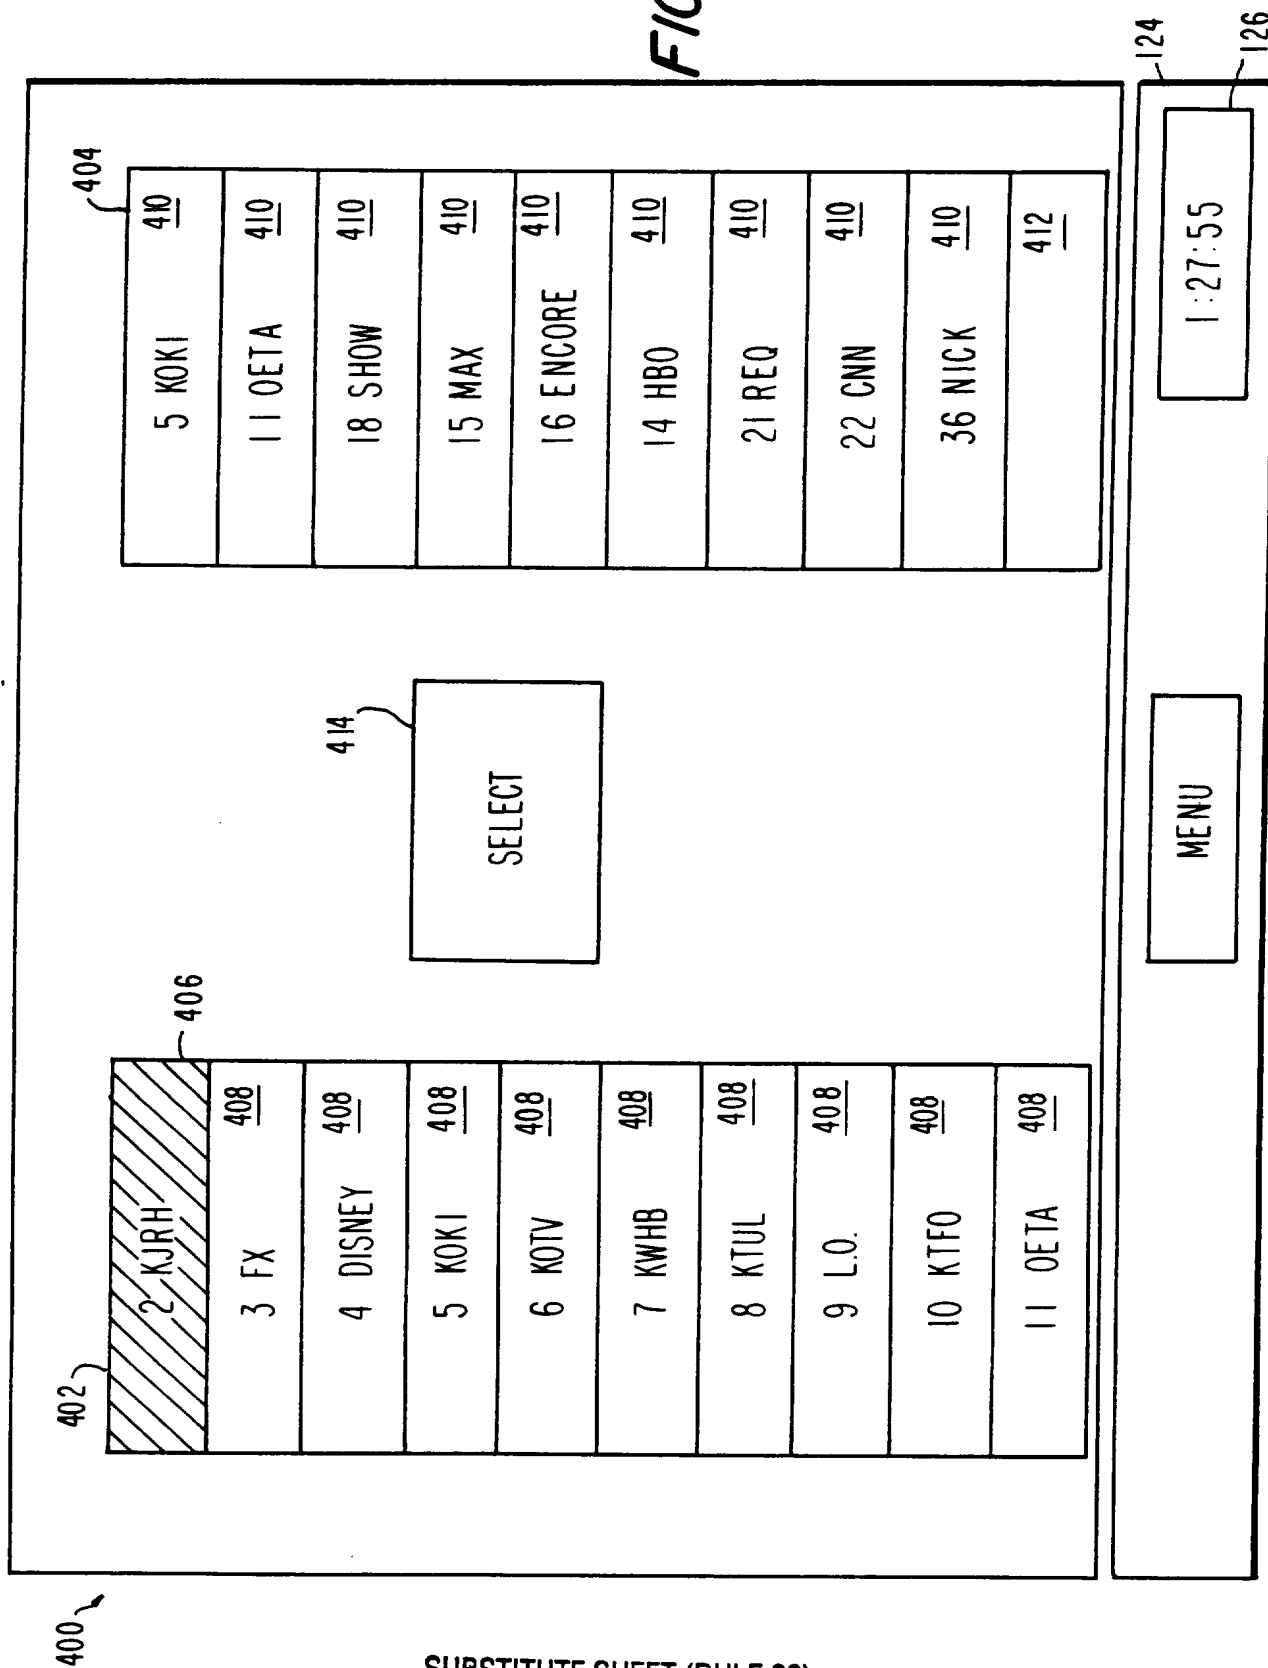 400
402
2 KJRH
406
3 FX 408
4 DISNEY 408
5 KOKI 408
6 KOTV 408
7 KWHB 408
8 KTUL 408
9 L.O. 408
10 KTFO 408
11 OETA 408
414
SELECT
404
5 KOKI 410
11 OETA 410
18 SHOW 410
15 MAX 410
16 ENCORE 410
14 HBO 410
21 REQ 410
22 CNN 410
36 NICK 410
412
MENU
1:27:55
124
126
SUBSTITUTE SHEET